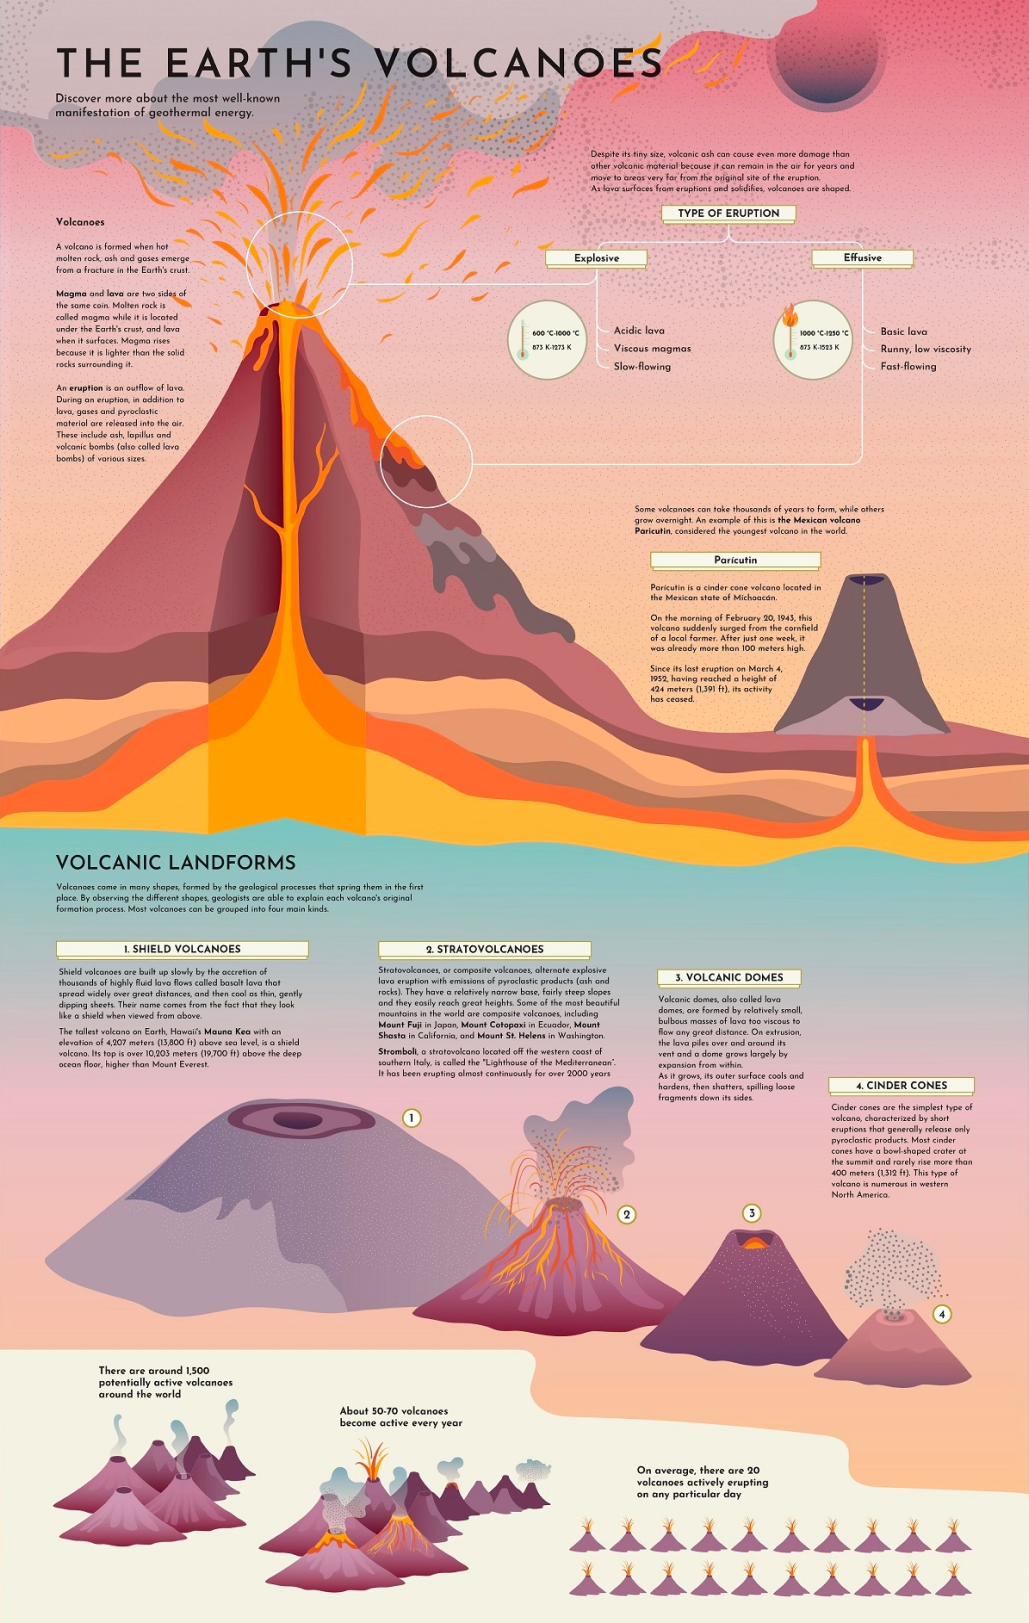 THE EARTH'S VOLCANOES
Discover more about the most well-known
manifestation of geothermal energy.
Despite its tiny size, volcanic ash can cause even more damage than
other volcanic material because it can remain in the air for years and
move to areas very far from the original site of the eruption.
As lava surfaces from eruptions and solidifies, volcanoes are shaped.
Volcanoes
A volcano is formed when hot
molten rock, ash and gases emerge
from a fracture in the Earth's crust.
Magma and lava are two sides of
the same coin. Molten rock is
called magma while it is located
under the Earth's crust, and lava
when it surfaces. Magma rises
because it is lighter than the solid
rocks surrounding it.
An eruption is an outflow of lava.
During an eruption, in addition to
lava, gases and pyroclastic
material are released into the air.
These include ash, lapillus and
volcanic bombs (also called lava
bombs) of various sizes.
TYPE OF ERUPTION
Explosive
600 °C-1000 °C
873 K-1273 K
Acidic lava
Viscous magmas
Slow-flowing
Effusive
1000 °C-1250 °C
873 K-1523 K
Basic lava
Runny, low viscosity
Fast-flowing
Some volcanoes can take thousands of years to form, while others
grow overnight. An example of this is the Mexican volcano
Paricutin, considered the youngest volcano in the world.
Parícutin
Parícutin is a cinder cone volcano located in
the Mexican state of Michoacán.
On the morning of February 20, 1943, this
volcano suddenly surged from the cornfield
of a local farmer. After just one week, it
was already more than 100 meters high.
Since its last eruption on March 4,
1952, having reached a height of
424 meters (1,391 ft), its activity
has ceased.
VOLCANIC LANDFORMS
Volcanoes come in many shapes, formed by the geological processes that spring them in the first
place. By observing the different shapes, geologists are able to explain each volcano's original
formation process. Most volcanoes can be grouped into four main kinds.
1. SHIELD VOLCANOES
Shield volcanoes are built up slowly by the accretion of
thousands of highly fluid lava flows called basalt lava that
spread widely over great distances, and then cool as thin, gently
dipping sheets. Their name comes from the fact that they look
like a shield when viewed from above.
The tallest volcano on Earth, Hawaii's Mauna Kea with an
elevation of 4,207 meters (13,800 ft) above sea level, is a shield
volcano. Its top is over 10,203 meters (19,700 ft) above the deep
ocean floor, higher than Mount Everest.
2. STRATOVOLCANOES
Stratovolcanoes, or composite volcanoes, alternate explosive
lava eruption with emissions of pyroclastic products (ash and
rocks). They have a relatively narrow base, fairly steep slopes
and they easily reach great heights. Some of the most beautiful
mountains in the world are composite volcanoes, including
Mount Fuji in Japan, Mount Cotopaxi in Ecuador, Mount
Shasta in California, and Mount St. Helens in Washington.
Stromboli, a stratovolcano located off the western coast of
southern Italy, is called the "Lighthouse of the Mediterranean".
It has been erupting almost continuously for over 2000 years
3. VOLCANIC DOMES
Volcanic domes, also called lava
domes, are formed by relatively small,
bulbous masses of lava too viscous to
flow any great distance. On extrusion,
the lava piles over and around its
vent and a dome grows largely by
expansion from within.
As it grows, its outer surface cools and
hardens, then shatters, spilling loose
fragments down its sides.
4. CINDER CONES
Cinder cones are the simplest type of
volcano, characterized by short
eruptions that generally release only
pyroclastic products. Most cinder
cones have a bowl-shaped crater at
the summit and rarely rise more than
400 meters (1,312 ft). This type of
volcano is numerous in western
North America.
1
2
3
4
There are around 1,500
potentially active volcanoes
around the world
About 50-70 volcanoes
become active every year
On average, there are 20
volcanoes actively erupting
on any particular day